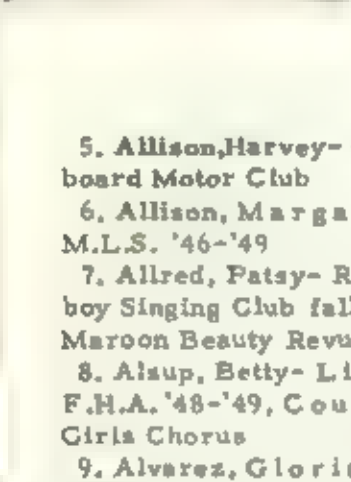 5. Allison,Harvey-
board Motor Club
6. Allison, Marga
M.L.S. '46-'49
7. Allred, Patsy- R
boy Singing Club fal
Maroon Beauty Revu
8. Alsup, Betty- Li
F.H.A. '48-'49, Cou
Girls Chorus
9. Alvarez, Glori